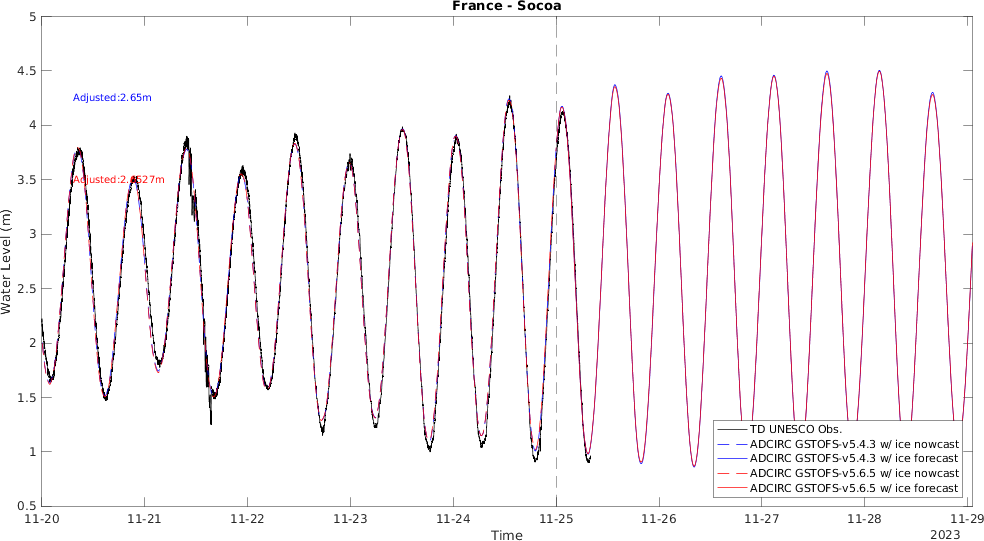 France - Socoa
5
4.5
4
3.5
3
2.5
2
1.5
1
0.5
Water Level (m)
Adjusted:2.65m
TD UNESCO Obs.
ADCIRC GSTOFS-v5.4.3 w/ ice nowcast
ADCIRC GSTOFS-v5.4.3 w/ ice forecast
ADCIRC GSTOFS-v5.6.5 w/ ice nowcast
ADCIRC GSTOFS-v5.6.5 w/ ice forecast
11-20
11-21
11-22
11-23
11-24
11-25
11-26
11-27
11-28
11-29
Time
2023